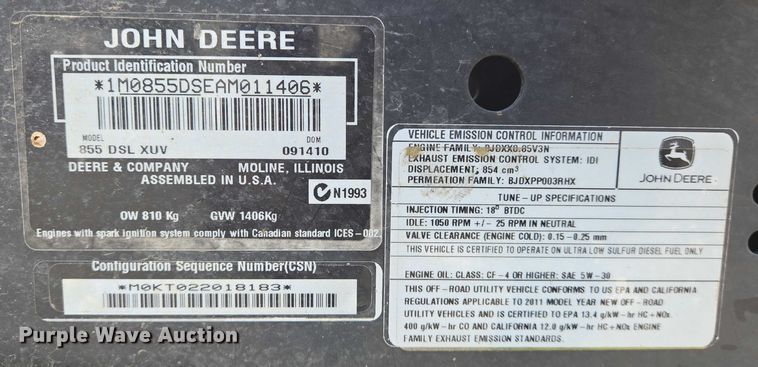 JOHN DEERE
Product Identification Number
*1M0855DSEAM011406*
MODEL DOM
855 DSL XUV 091410
DEERE & COMPANY MOLINE, ILLINOIS
ASSEMBLED IN U.S.A.
N1993
OW 810 Kg GVW 1406Kg
Engines with spark ignition system comply with Canadian standard ICES-002.
Configuration Sequence Number(CSN)
*M0KT022018183*
VEHICLE EMISSION CONTROL INFORMATION
ENGINE FAMILY: BJDXX0.85V3N
EXHAUST EMISSION CONTROL SYSTEM: IDI
DISPLACEMENT: 854 cm³
PERMEATION FAMILY: BJDXPP003RHX
JOHN DEERE
TUNE-UP SPECIFICATIONS
INJECTION TIMING: 18° BTDC
IDLE: 1050 RPM +/- 25 RPM IN NEUTRAL
VALVE CLEARANCE (ENGINE COLD): 0.15-0.25 mm
THIS VEHICLE IS CERTIFIED TO OPERATE ON ULTRA LOW SULFUR DIESEL FUEL ONLY
ENGINE OIL: CLASS: CF-4 OR HIGHER: SAE 5W-30
THIS OFF-ROAD UTILITY VEHICLE CONFORMS TO US EPA AND CALIFORNIA
REGULATIONS APPLICABLE TO 2011 MODEL YEAR NEW OFF-ROAD
UTILITY VEHICLES AND IS CERTIFIED TO EPA 13.4 g/kW-hr HC+NOx
400 g/kW-hr CO AND CALIFORNIA 12.0 g/kW-hr HC+NOx ENGINE
FAMILY EXHAUST EMISSION STANDARDS.
Purple Wave Auction